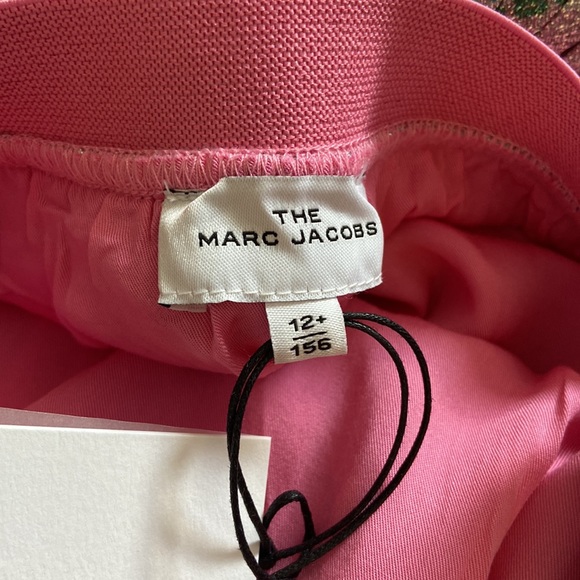 THE
MARC JACOBS
12+
156